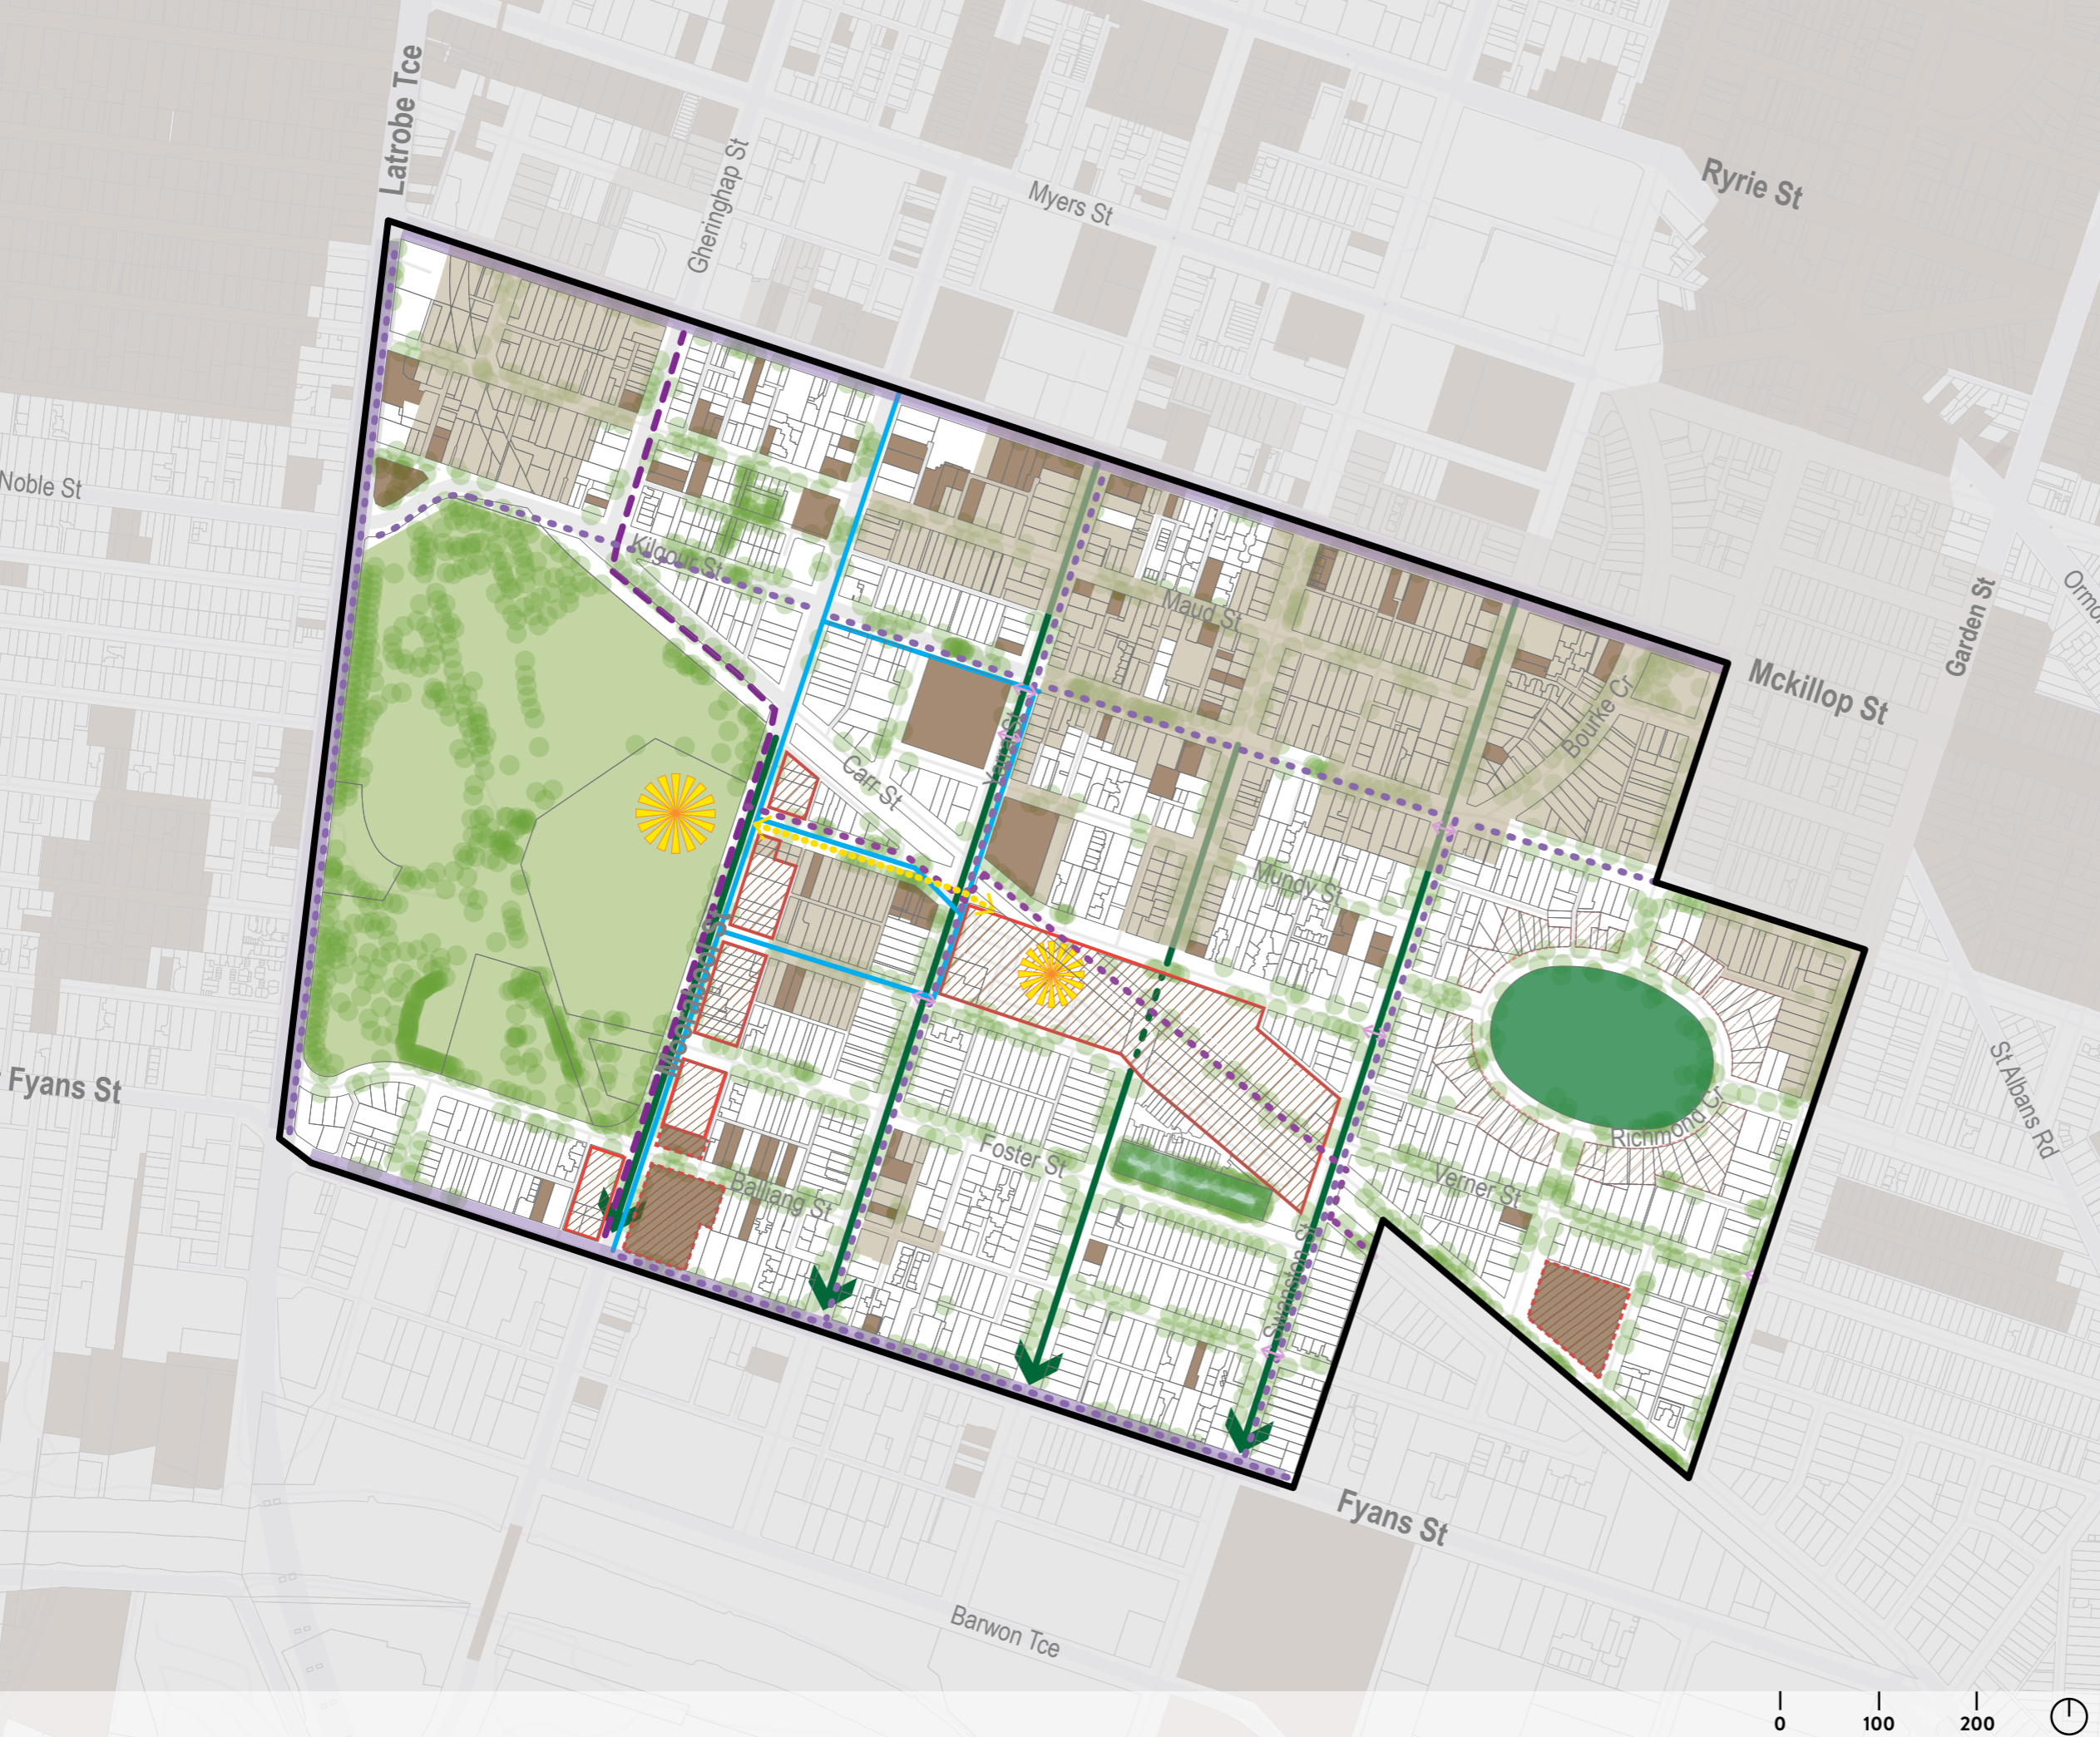 Latrobe Tce
Gheringhap St
Myers St
Ryrie St
Noble St
Kilgour St
Maud St
Garden St
Mckillop St
Bourke Cr
Yarra St
Carr St
Mundy St
Moorabool St
Fyans St
Foster St
Balliang St
Verner St
Richmond Cr
St Albans Rd
Swanston St
Fyans St
Barwon Tce
0 100 200